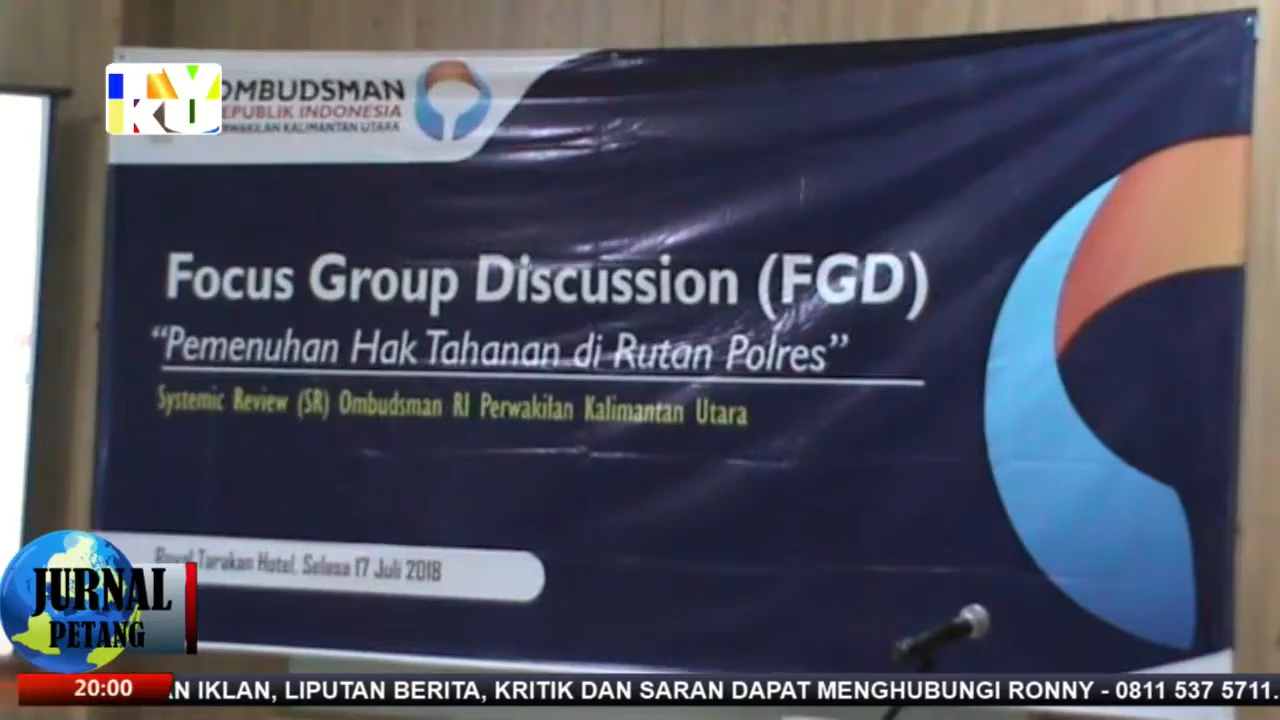 TV
KU
OMBUDSMAN
REPUBLIK INDONESIA
PERWAKILAN KALIMANTAN UTARA
Focus Group Discussion (FGD)
“Pemenuhan Hak Tahanan di Rutan Polres”
Systemic Review (SR) Ombudsman RI Perwakilan Kalimantan Utara
Royal Tarakan Hotel, Selasa 17 Juli 2018
JURNAL
PETANG
20:00 AN IKLAN, LIPUTAN BERITA, KRITIK DAN SARAN DAPAT MENGHUBUNGI RONNY - 0811 537 5711.